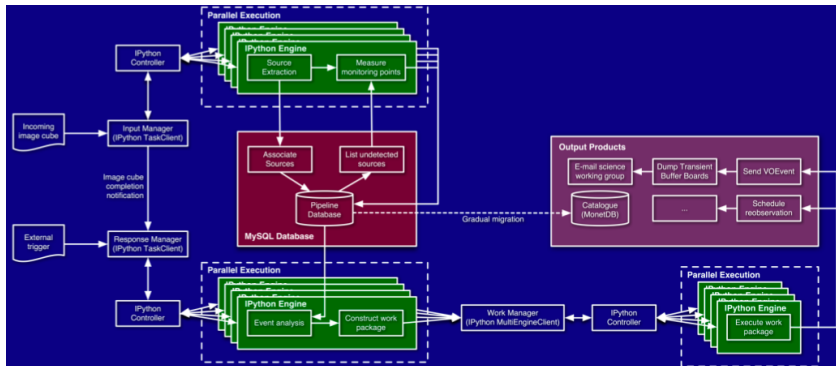 Parallel Execution
IPython Engine
Source
Extraction
Measure
monitoring points
IPython
Controller
Incoming
image cube
Input Manager
(IPython TaskClient)
Associate
Sources
List undetected
sources
Pipeline
Database
MySQL Database
Image cube
completion
notification
External
trigger
Response Manager
(IPython TaskClient)
Gradual migration
Output Products
E-mail science
working group
Dump Transient
Buffer Boards
Send VOEvent
Catalogue
(MonetDB)
...
Schedule
reobservation
IPython
Controller
Parallel Execution
IPython Engine
Event analysis
Construct work
package
Work Manager
(IPython MultiEngineClient)
IPython
Controller
Parallel Execution
IPython Engine
Execute work
package